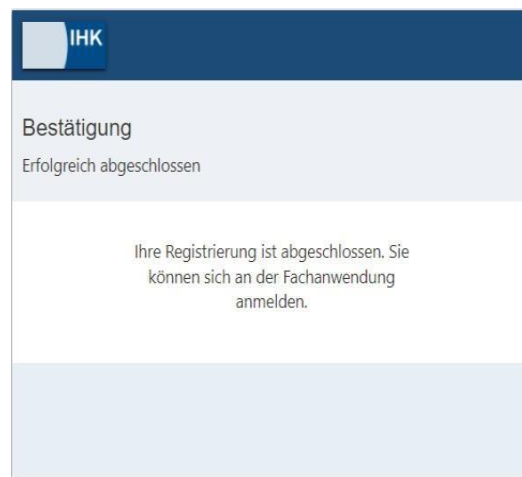 IHK
Bestätigung
Erfolgreich abgeschlossen
Ihre Registrierung ist abgeschlossen. Sie
können sich an der Fachanwendung
anmelden.